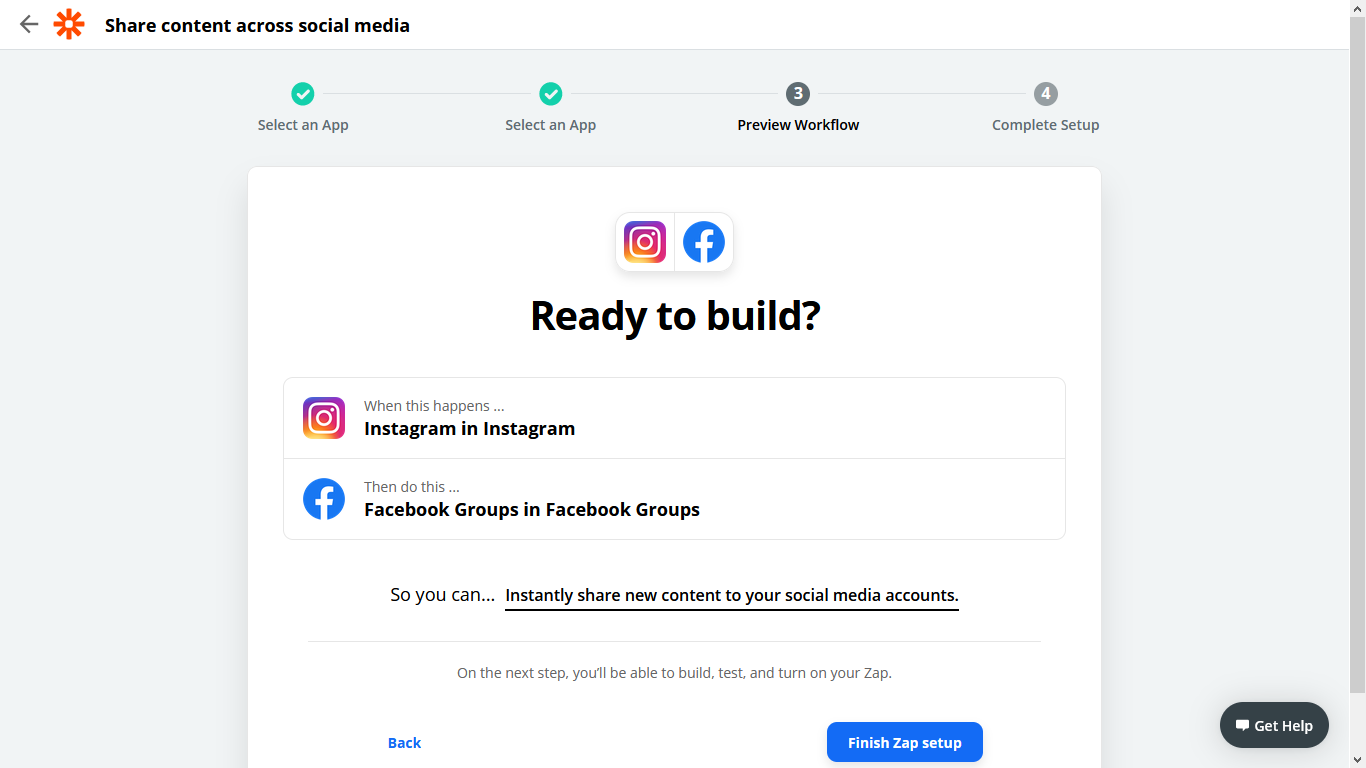 Share content across social media
3
4
Select an App
Select an App
Preview Workflow
Complete Setup
Ready to build?
When this happens ...
Instagram in Instagram
Then do this ...
Facebook Groups in Facebook Groups
So you can... Instantly share new content to your social media accounts.
On the next step, you'll be able to build, test, and turn on your Zap.
Get Help
Back
Finish Zap setup